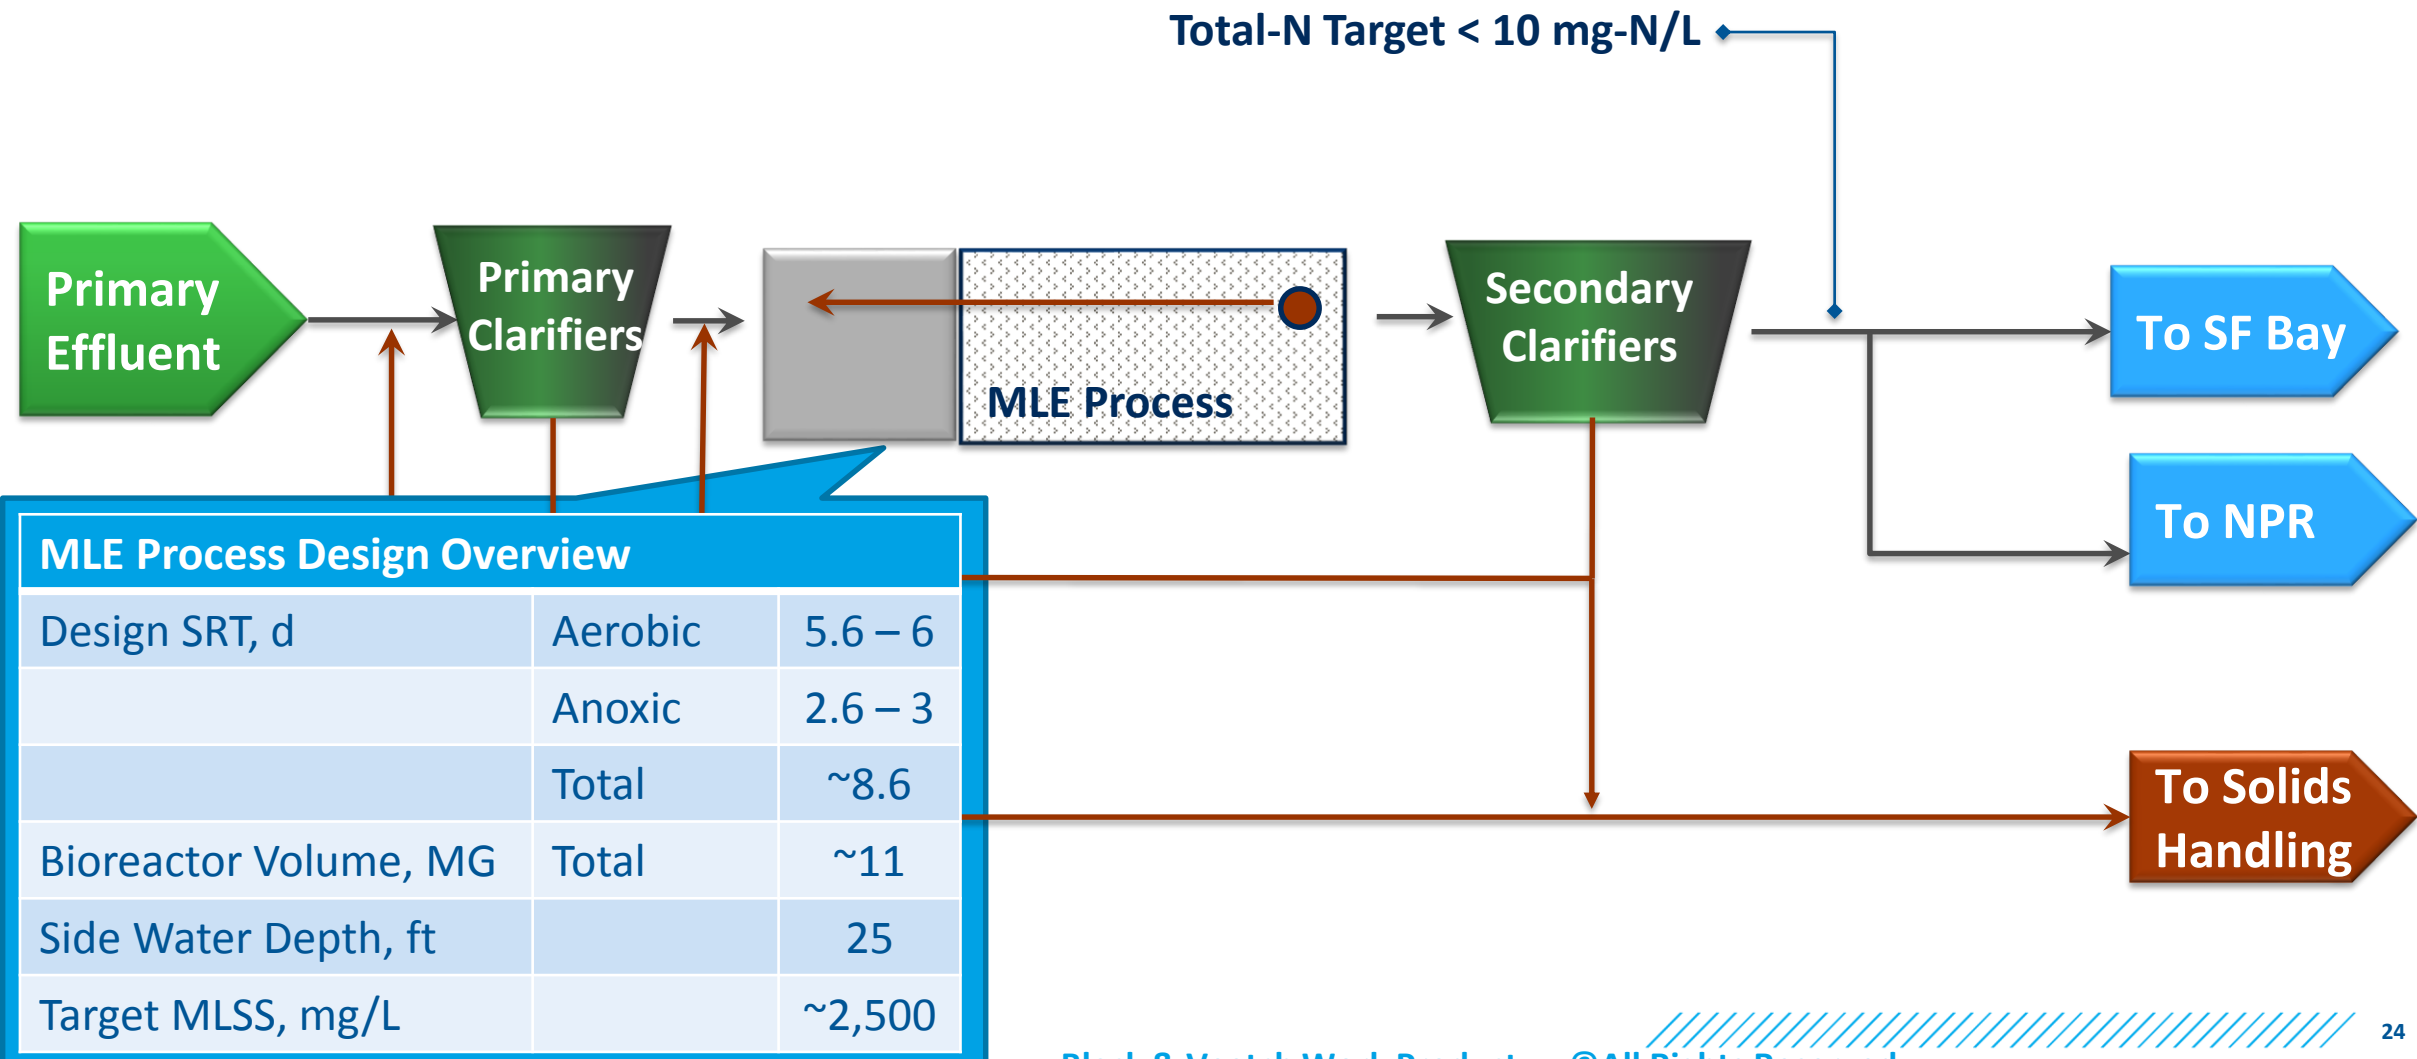 Total-N Target < 10 mg-N/L
Primary
Effluent
Primary
Clarifiers
MLE Process
Secondary
Clarifiers
To SF Bay
To NPR
To Solids
Handling
MLE Process Design Overview
Design SRT, d Aerobic 5.6 – 6
Anoxic 2.6 – 3
Total ~8.6
Bioreactor Volume, MG Total ~11
Side Water Depth, ft 25
Target MLSS, mg/L ~2,500
24